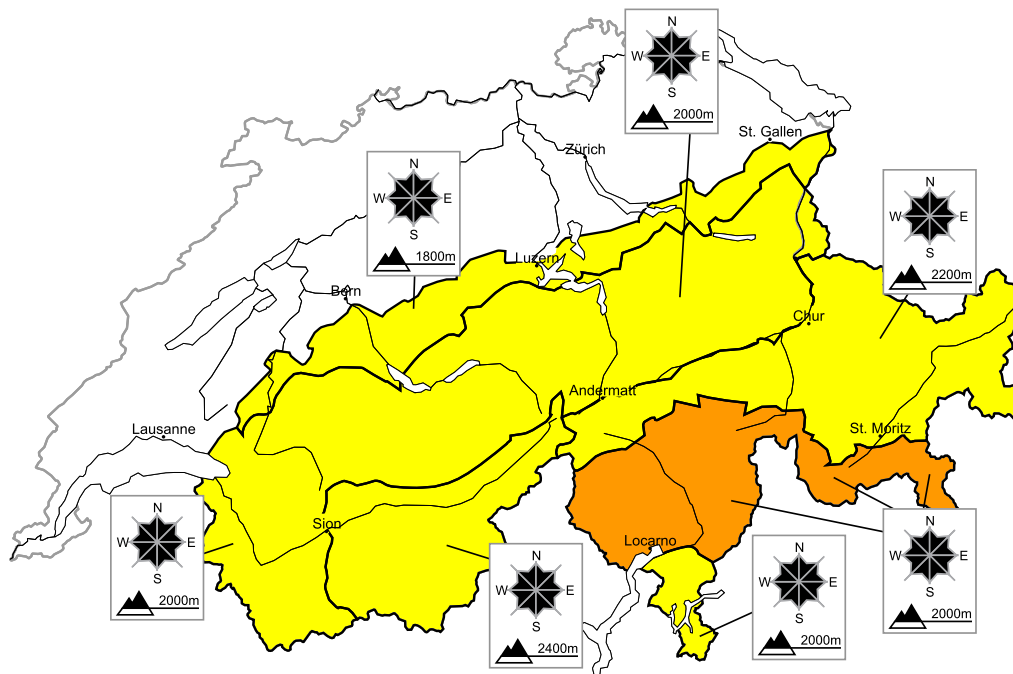 N
W E
S
2000m
St. Gallen
Zürich
N
W E
S
1800m
N
W E
S
2200m
Luzern
Bern
Chur
Andermatt
Lausanne
St. Moritz
Sion
Locarno
N
W E
S
2000m
N
W E
S
2400m
N
W E
S
2000m
N
W E
S
2000m